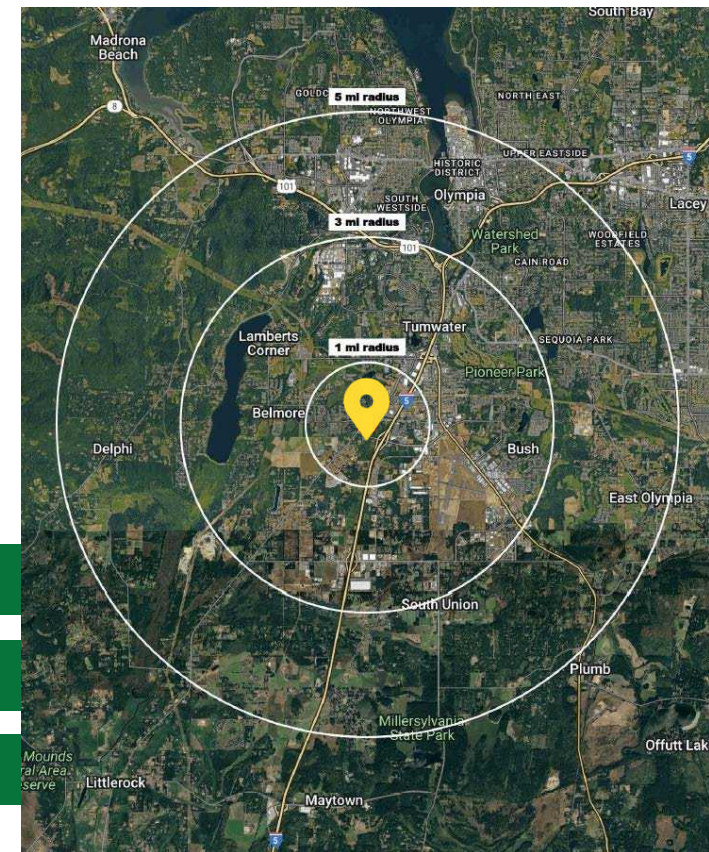 South Bay
Madrona
Beach
5 mi radius
NORTH EAST
8
NORTHWEST
OLYMPIA
UPPER EASTSIDE
5
HISTORIC
DISTRICT
101
Olympia
SOUTH
WESTSIDE
Lacey
3 mi radius
Watershed
Park
WOODFIELD
ESTATES
101
CAIN ROAD
Tumwater
Lamberts
Corner
SEQUOIA PARK
1 mi radius
Pioneer Park
5
Belmore
Delphi
Bush
East Olympia
South Union
Plumb
Millersylvania
State Park
Offutt Lak
Mounds
ral Area
serve
Littlerock
Maytown
5